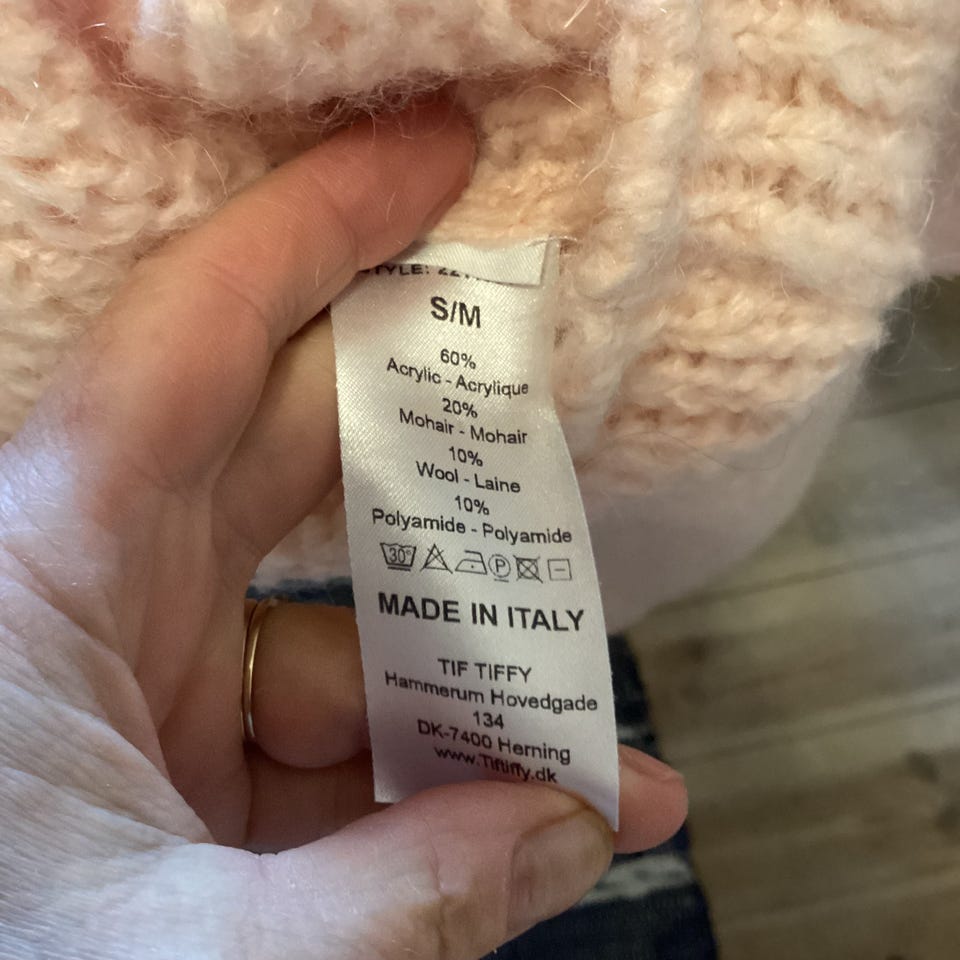 STYLE:
S/M
60%
Acrylic - Acrylique
20%
Mohair - Mohair
10%
Wool - Laine
10%
Polyamide - Polyamide
30° P
MADE IN ITALY
TIF TIFFY
Hammerum Hovedgade
134
DK-7400 Herning
www.Tiftiffy.dk